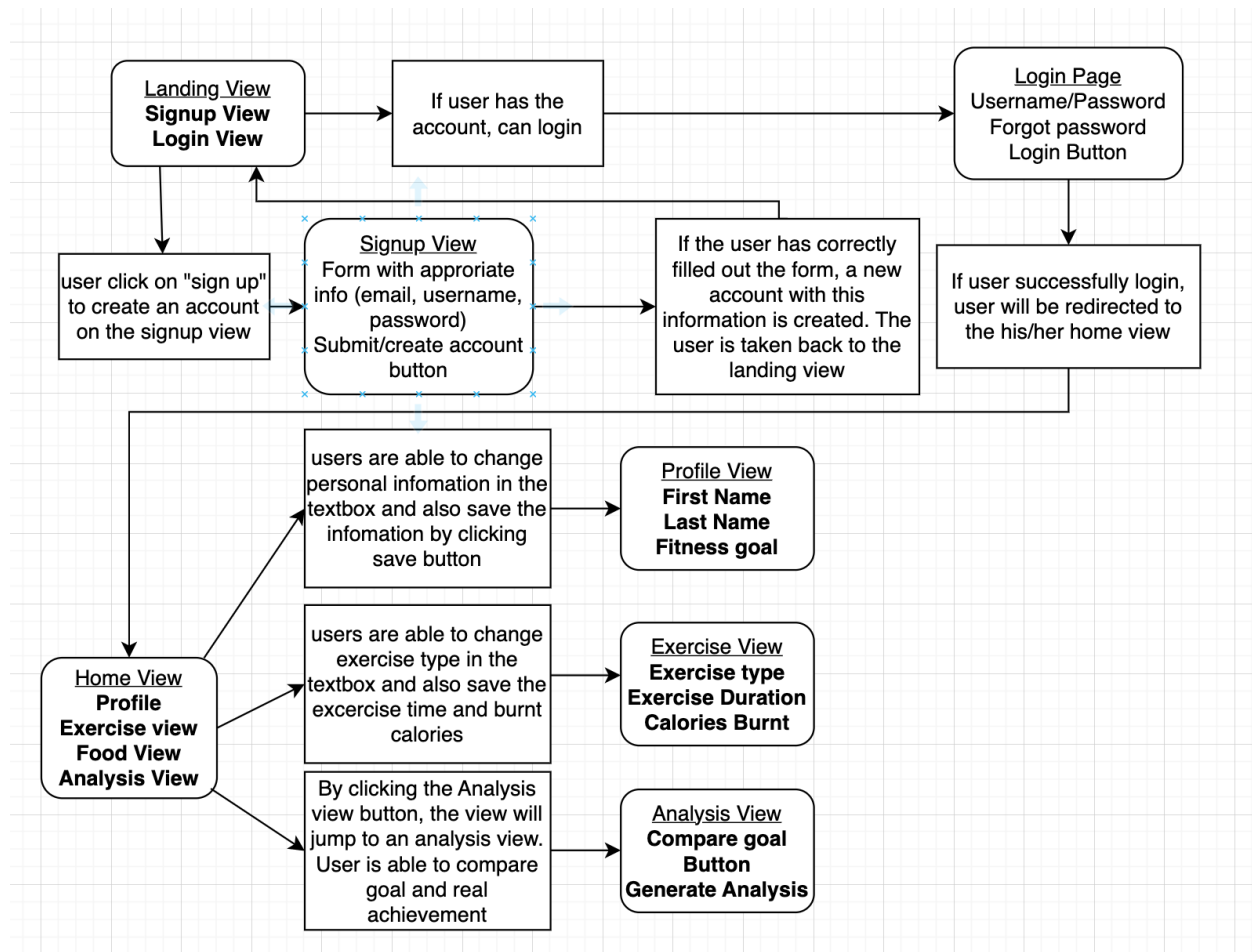 Landing View
Signup View
Login View
If user has the
account, can login
Login Page
Username/Password
Forgot password
Login Button
user click on "sign up"
to create an account
on the signup view
Signup View
Form with approriate
info (email, username,
password)
Submit/create account
button
If the user has correctly
filled out the form, a new
account with this
information is created. The
user is taken back to the
landing view
If user successfully login,
user will be redirected to
the his/her home view
users are able to change
personal infomation in the
textbox and also save the
infomation by clicking
save button
Profile View
First Name
Last Name
Fitness goal
Home View
Profile
Exercise view
Food View
Analysis View
users are able to change
exercise type in the
textbox and also save the
excercise time and burnt
calories
Exercise View
Exercise type
Exercise Duration
Calories Burnt
By clicking the Analysis
view button, the view will
jump to an analysis view.
User is able to compare
goal and real
achievement
Analysis View
Compare goal
Button
Generate Analysis